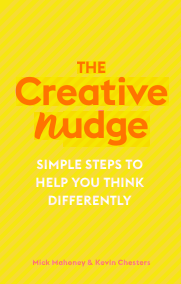 THE
Creative
nudge
SIMPLE STEPS TO
HELP YOU THINK
DIFFERENTLY
Mick Mahoney & Kevin Chesters